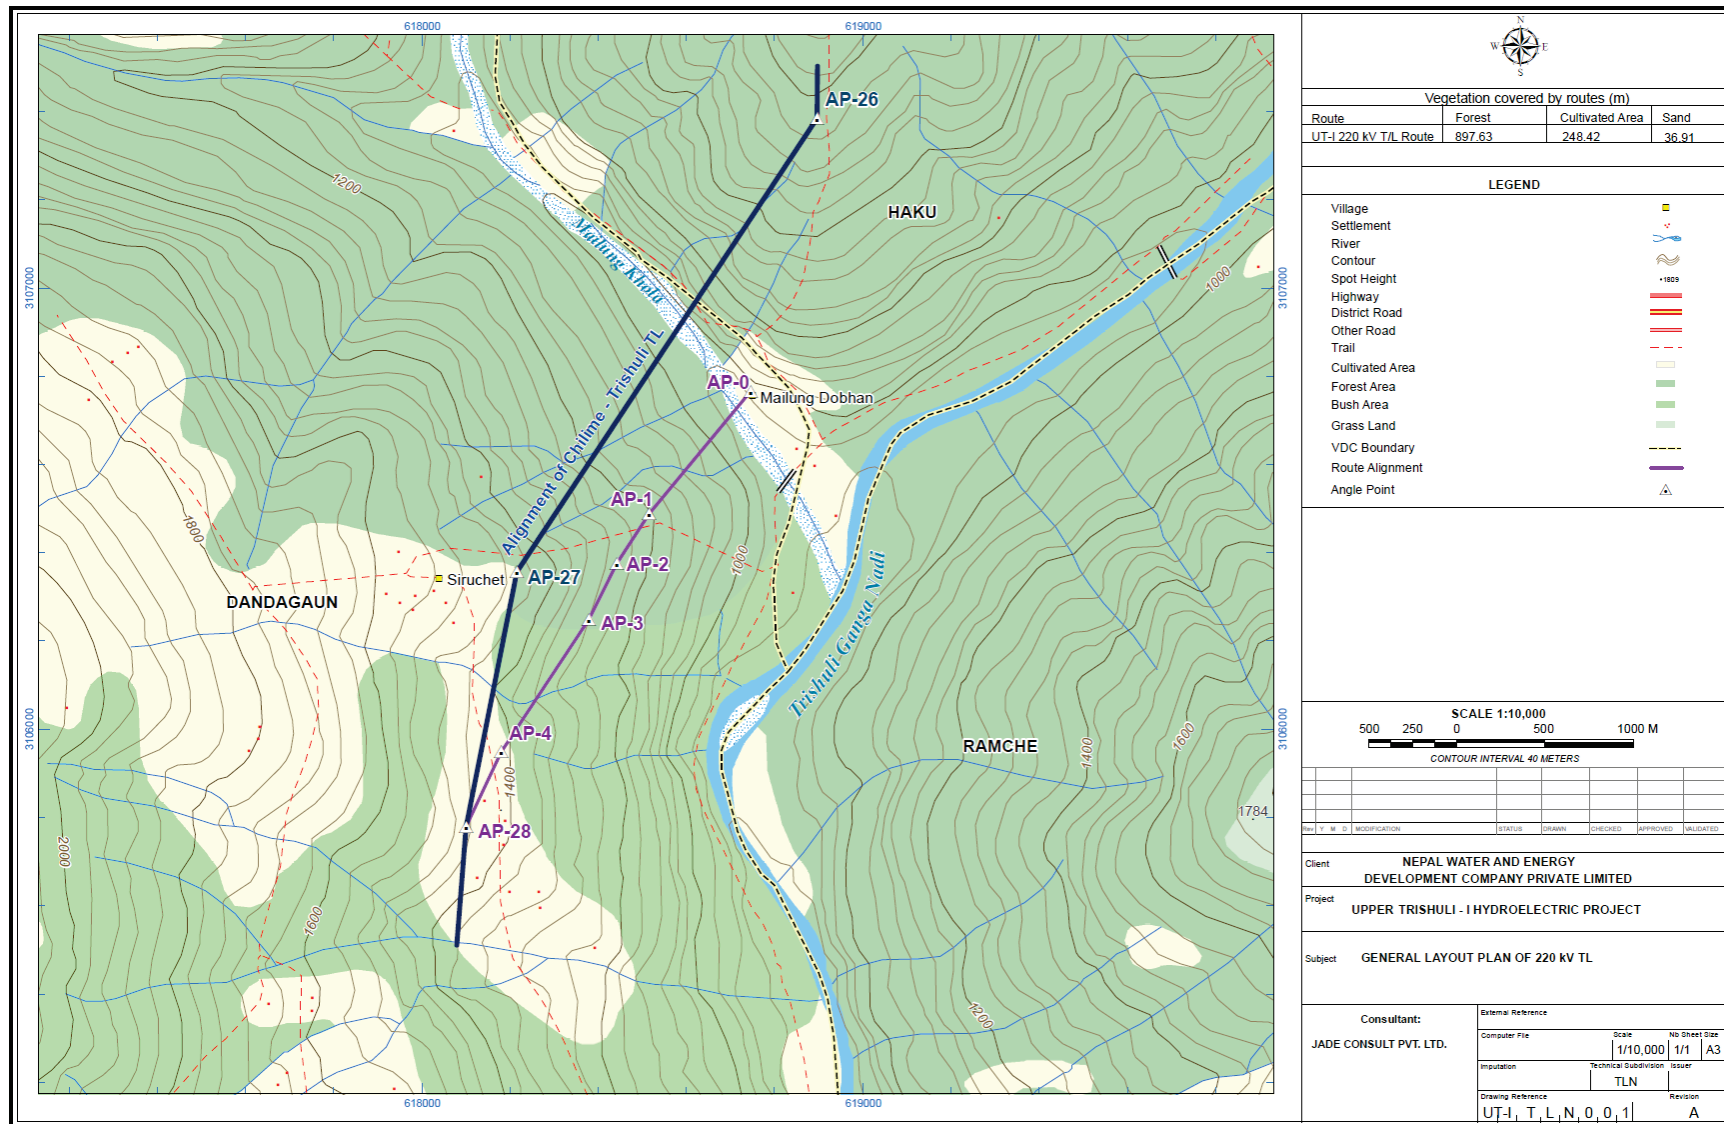 618000
619000
N
W E
S
Vegetation covered by routes (m)
Route Forest Cultivated Area Sand
UT-I 220 kV T/L Route 897.63 248.42 36.91
LEGEND
Village
Settlement
River
Contour
Spot Height •1809
Highway
District Road
Other Road
Trail
Cultivated Area
Forest Area
Bush Area
Grass Land
VDC Boundary
Route Alignment
Angle Point
AP-26
1200
HAKU
Mailung Khola
3107000
1000
3107000
Alignment of Chilime - Trishuli TL
AP-0
Mailung Dobhan
AP-1
1800
1000
AP-2
Siruchet
AP-27
DANDAGAUN
AP-3
Trishuli Ganga Nadi
3106000
AP-4
RAMCHE
1400
1600
3106000
1400
1784
AP-28
2000
1600
1200
618000
619000
SCALE 1:10,000
500 250 0 500 1000 M
CONTOUR INTERVAL 40 METERS
Rev Y M D MODIFICATION STATUS DRAWN CHECKED APPROVED VALIDATED
Client NEPAL WATER AND ENERGY
DEVELOPMENT COMPANY PRIVATE LIMITED
Project
UPPER TRISHULI - I HYDROELECTRIC PROJECT
Subject GENERAL LAYOUT PLAN OF 220 kV TL
Consultant:
JADE CONSULT PVT. LTD.
External Reference
Computer File Scale Nb Sheet Size
1/10,000 1/1 A3
Imputation Technical Subdivision Issuer
TLN
Drawing Reference Revision
UT-I T L N 0 0 1 A